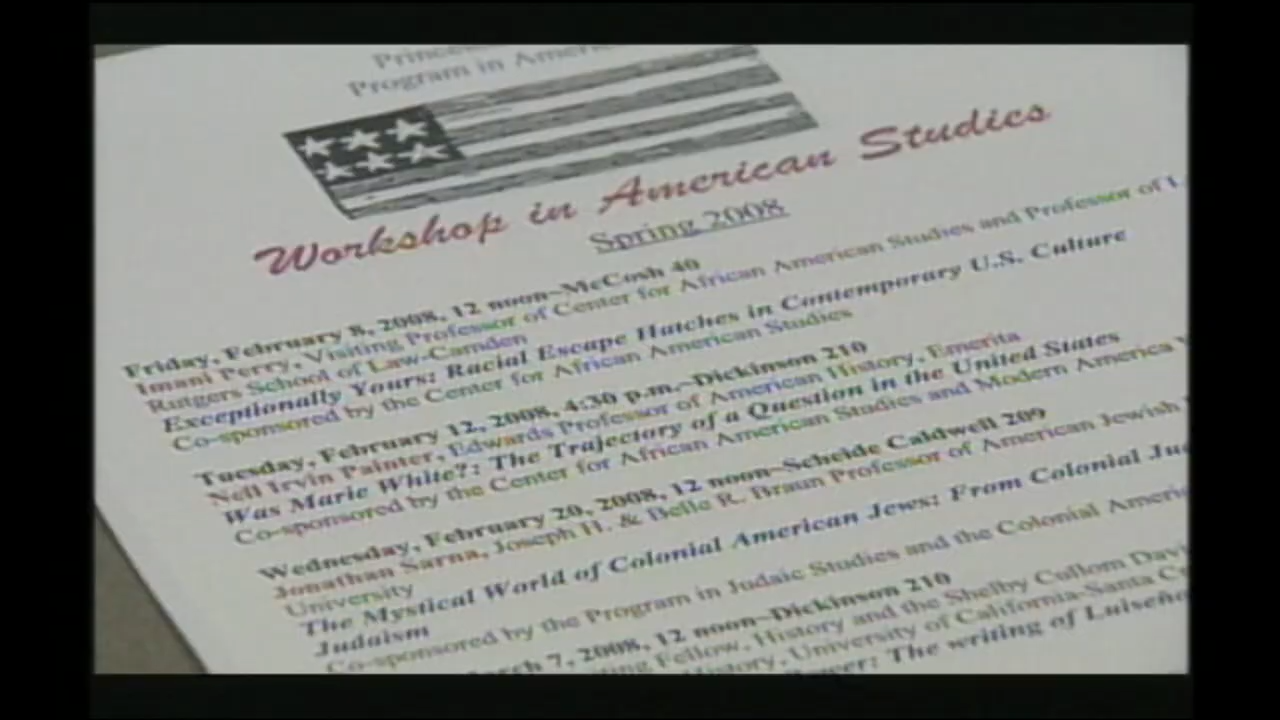 Program in Ameri
Workshop in American Studies
Spring 2008
Friday, February 8, 2008, 12 noon–McCosh 40
Imani Perry, Visiting Professor of Center for African American Studies and Professor of
Rutgers School of Law-Camden
Exceptionally Yours: Racial Escape Hatches in Contemporary U.S. Culture
Co-sponsored by the Center for African American Studies
Tuesday, February 12, 2008, 4:30 p.m.–Dickinson 210
Nell Irvin Painter, Edwards Professor of American History, Emerita
Was Marie White?: The Trajectory of a Question in the United States
Co-sponsored by the Center for African American Studies and Modern America
Wednesday, February 20, 2008, 12 noon–Scheide Caldwell 209
Jonathan Sarna, Joseph H. & Belle R. Braun Professor of American Jewish
University
The Mystical World of Colonial American Jews: From Colonial
Judaism
Co-sponsored by the Program in Judaic Studies and the Colonial Americ
7, 2008, 12 noon–Dickinson 210
Fellow, History and the Shelby Cullom Davi
History, University of California-Santa
The writing of Luiseño